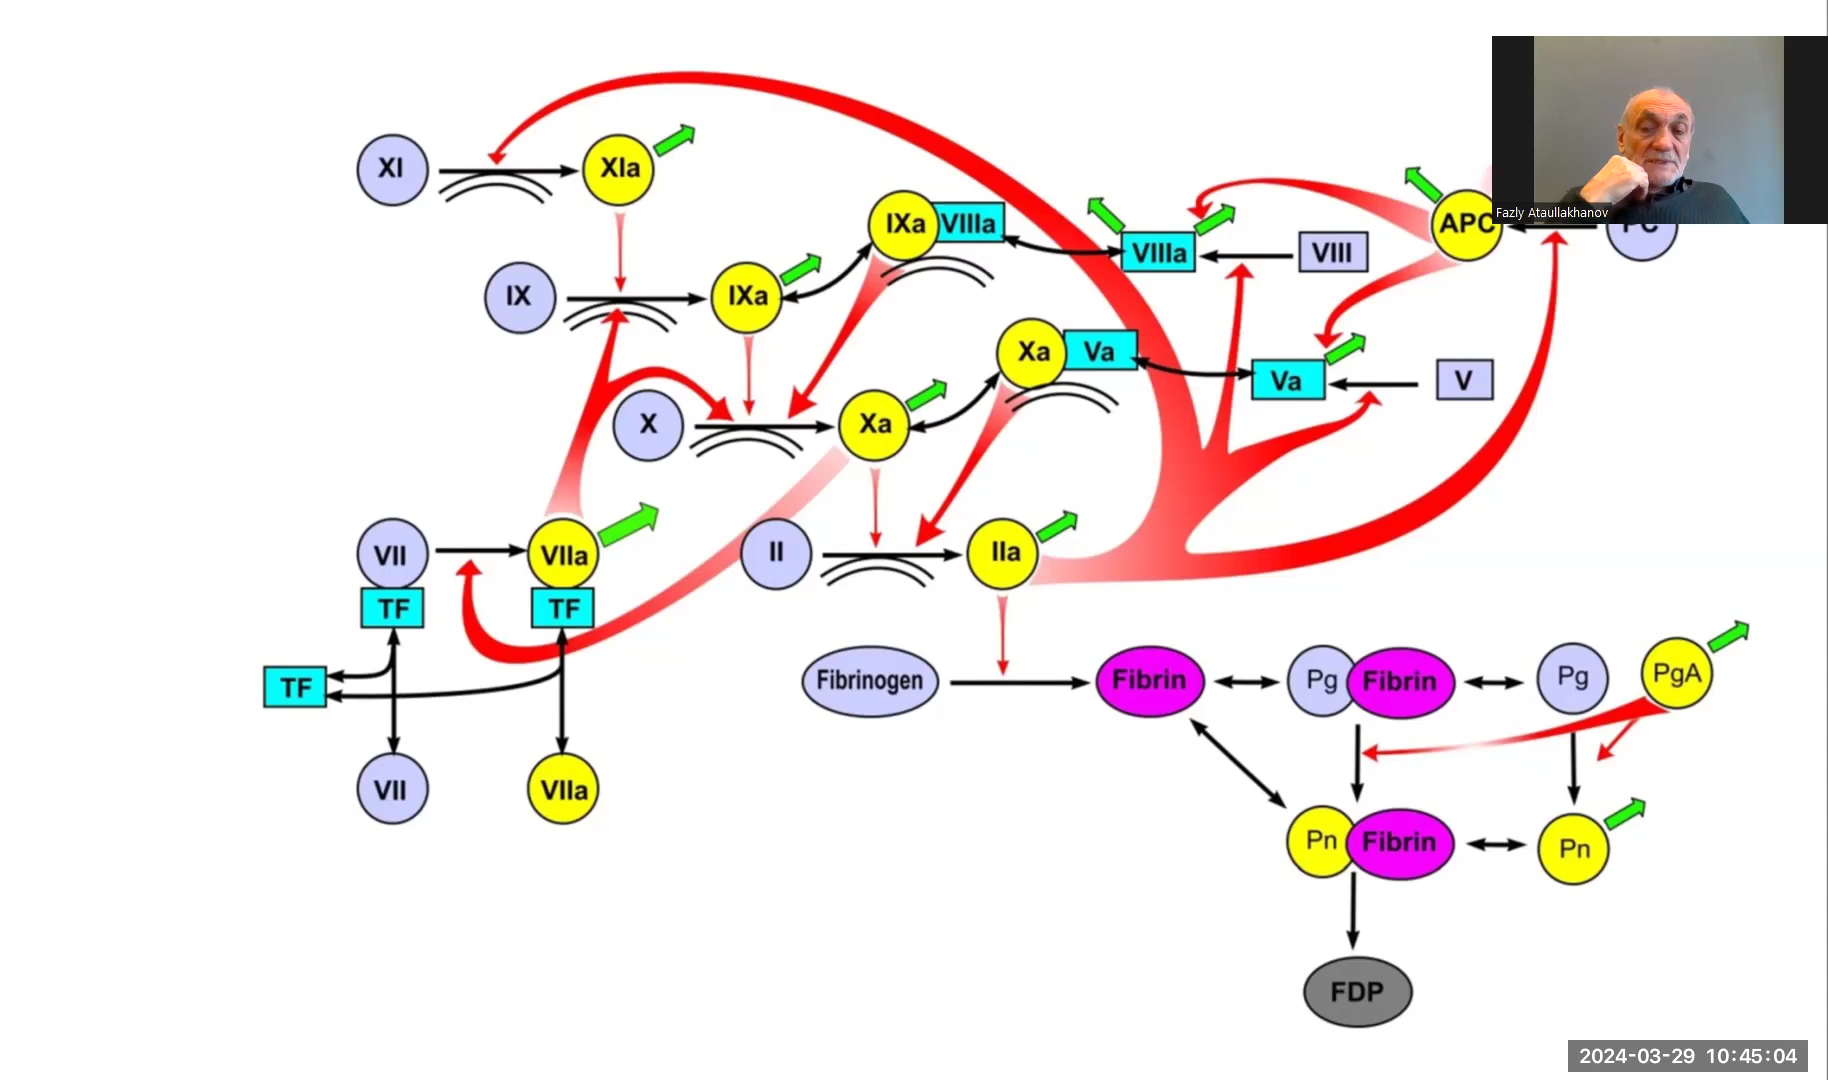 XI
XIa
IXa
VIIIa
VIIIa
VIII
APC
PC
Fazly Ataullakhanov
IX
IXa
Xa
Va
Va
V
X
Xa
VII
VIIa
II
IIa
TF
TF
TF
Fibrinogen
Fibrin
Pg
Fibrin
Pg
PgA
VII
VIIa
Pn
Fibrin
Pn
FDP
2024-03-29 10:45:04